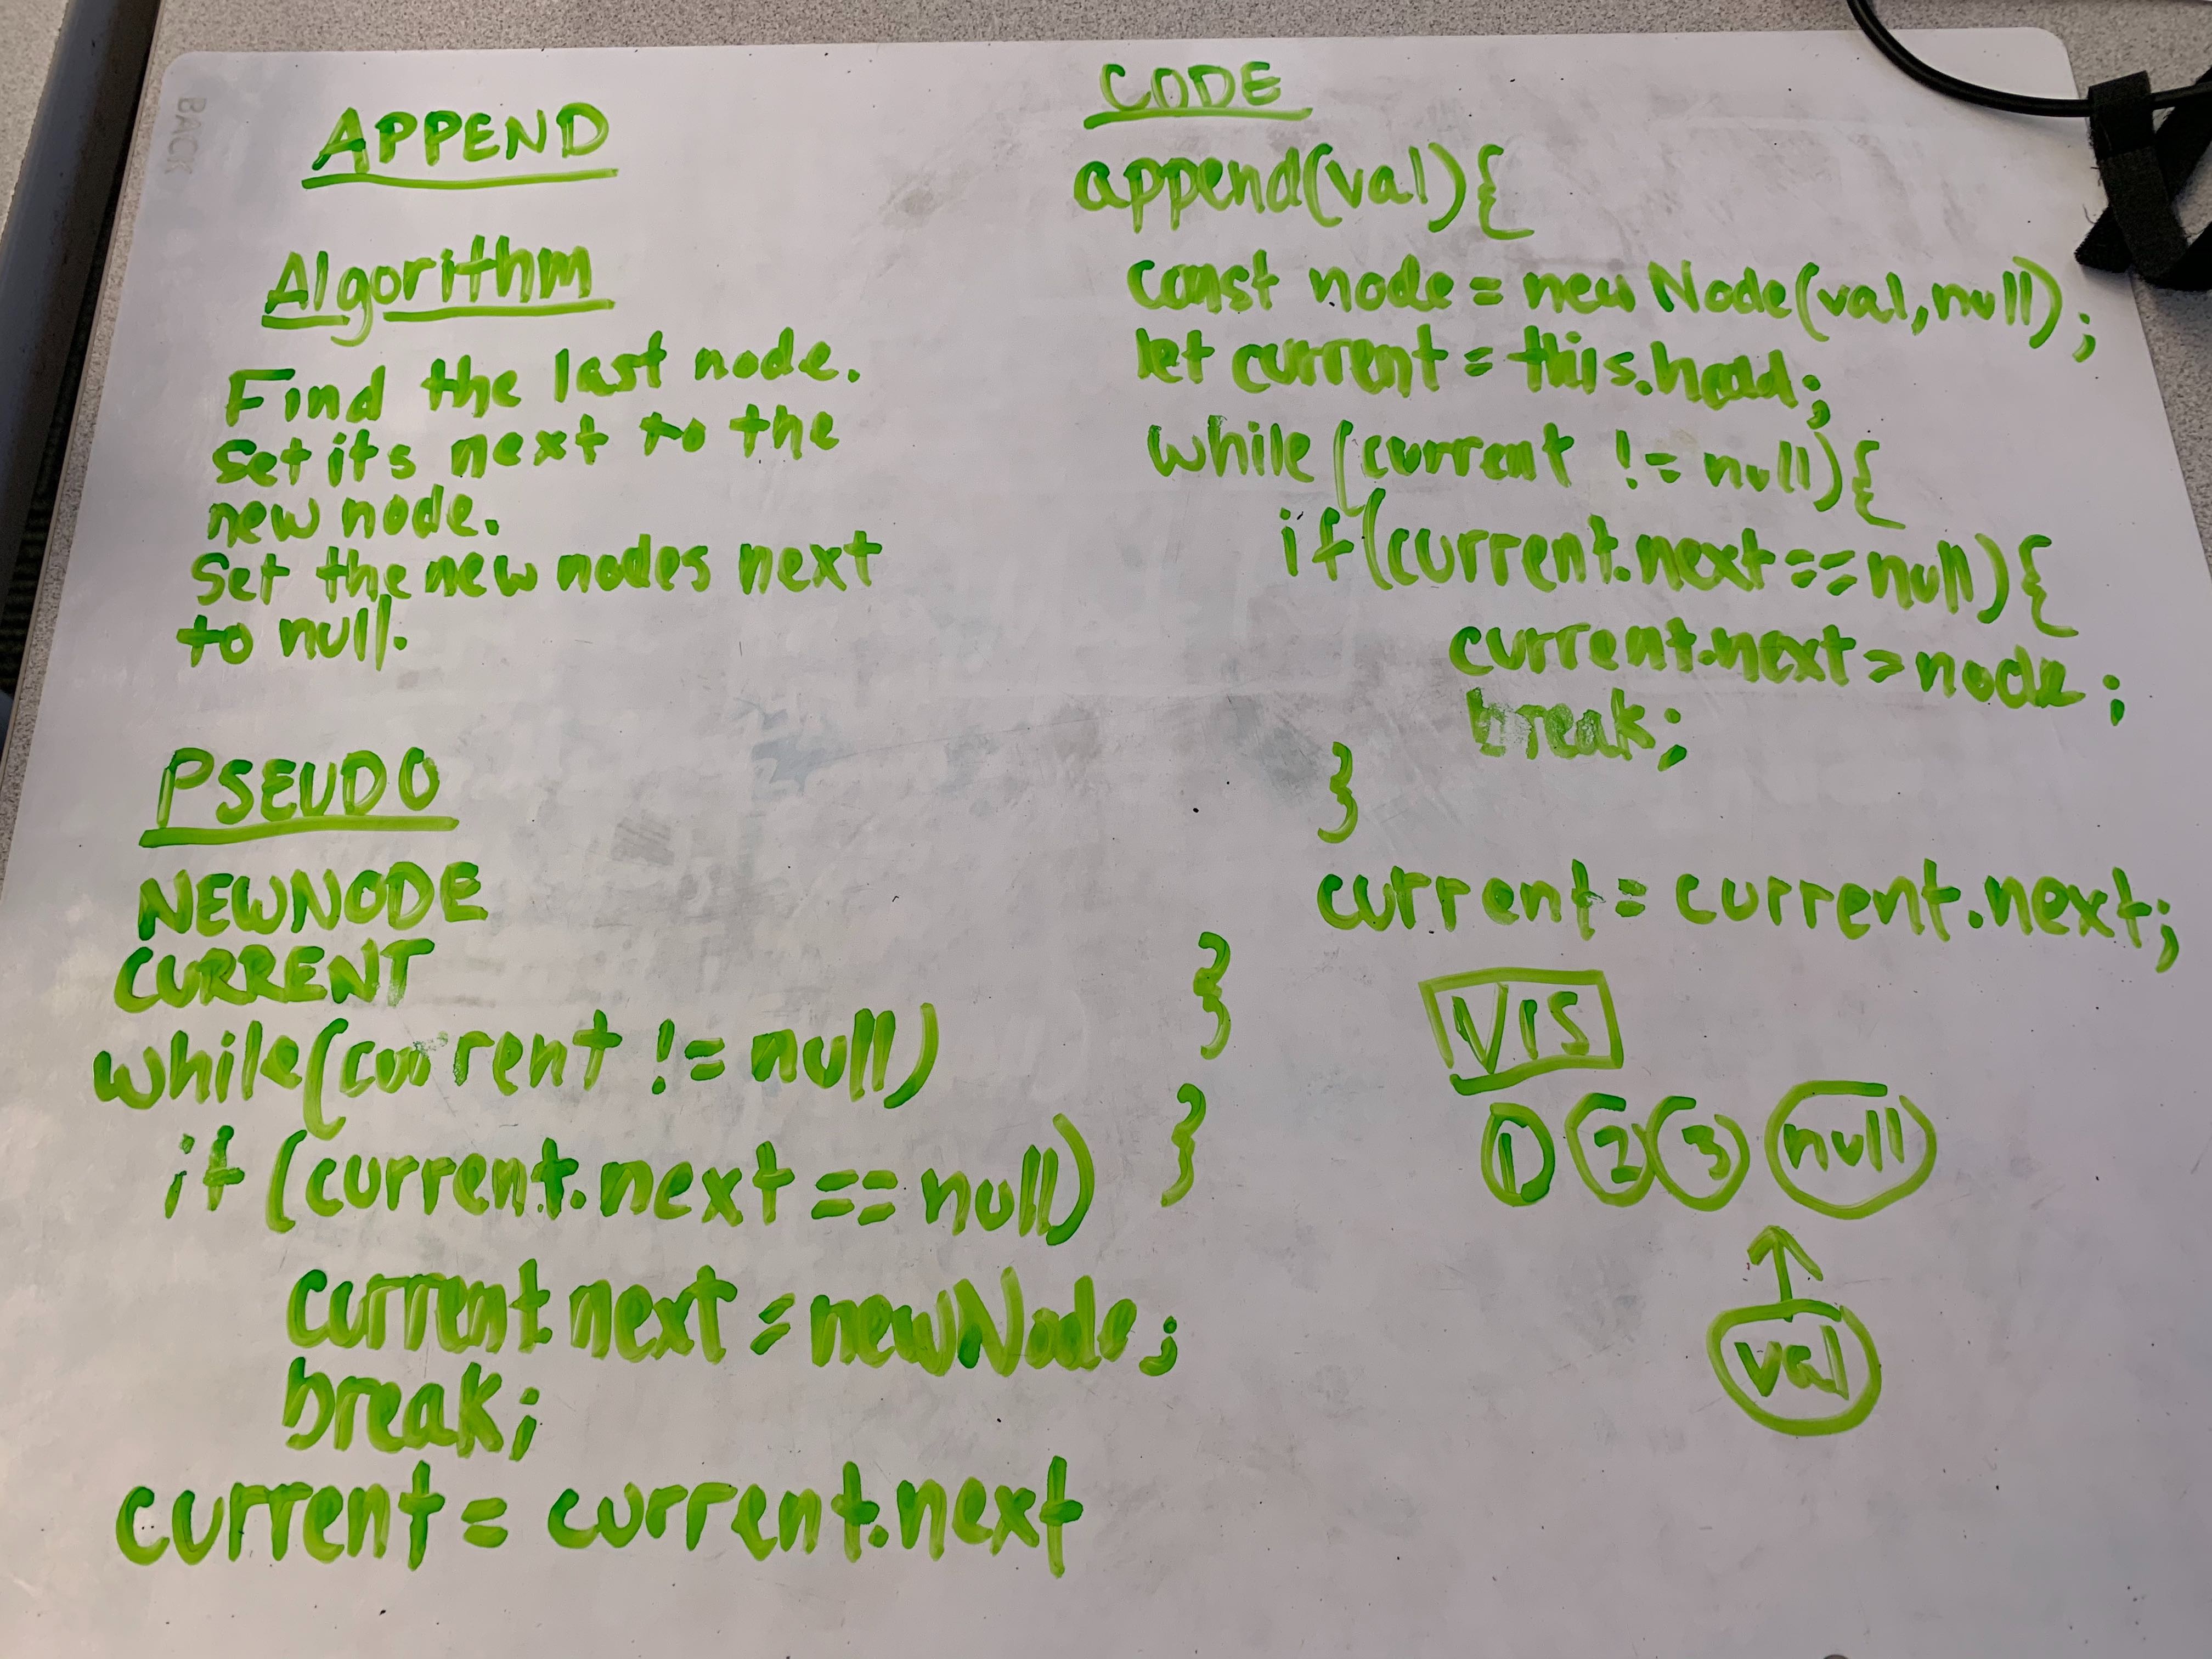 BACK
APPEND
Algorithm
Find the last node.
Set its next to the
new node.
Set the new nodes next
to null.
PSEUDO
NEWNODE
CURRENT
while(current != null)
if (current.next == null)
current.next = newNode;
break;
current = current.next
CODE
append(val){
const node = new Node(val,null);
let current = this.head;
while (current != null){
if(current.next == null){
current.next = node;
break;
}
current = current.next;
}
}
VIS
1 2 3 null
↑
val